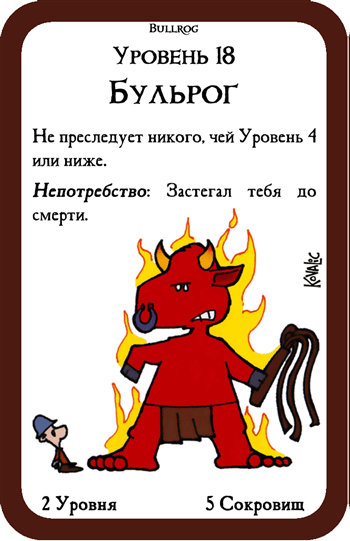 Bullrog
Уровень 18
Бульрог
Не преследует никого, чей Уровень 4
или ниже.
Непотребство: Застегал тебя до
смерти.
Kovalic
2 Уровня
5 Сокровищ